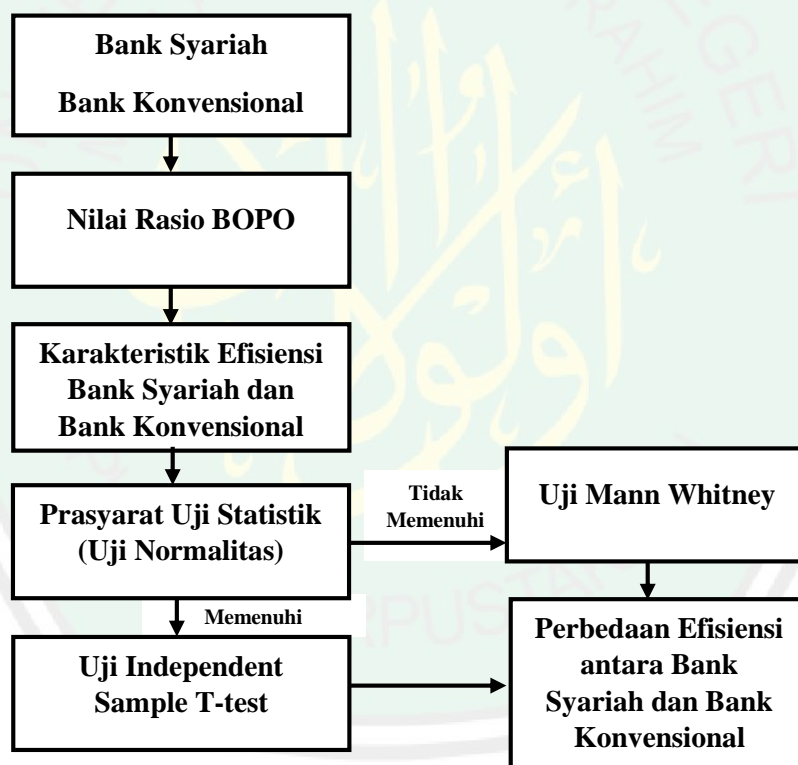 Bank Syariah
Bank Konvensional
Nilai Rasio BOPO
Karakteristik Efisiensi
Bank Syariah dan
Bank Konvensional
Prasyarat Uji Statistik
(Uji Normalitas)
Tidak
Memenuhi
Uji Mann Whitney
Memenuhi
Uji Independent
Sample T-test
Perbedaan Efisiensi
antara Bank
Syariah dan Bank
Konvensional